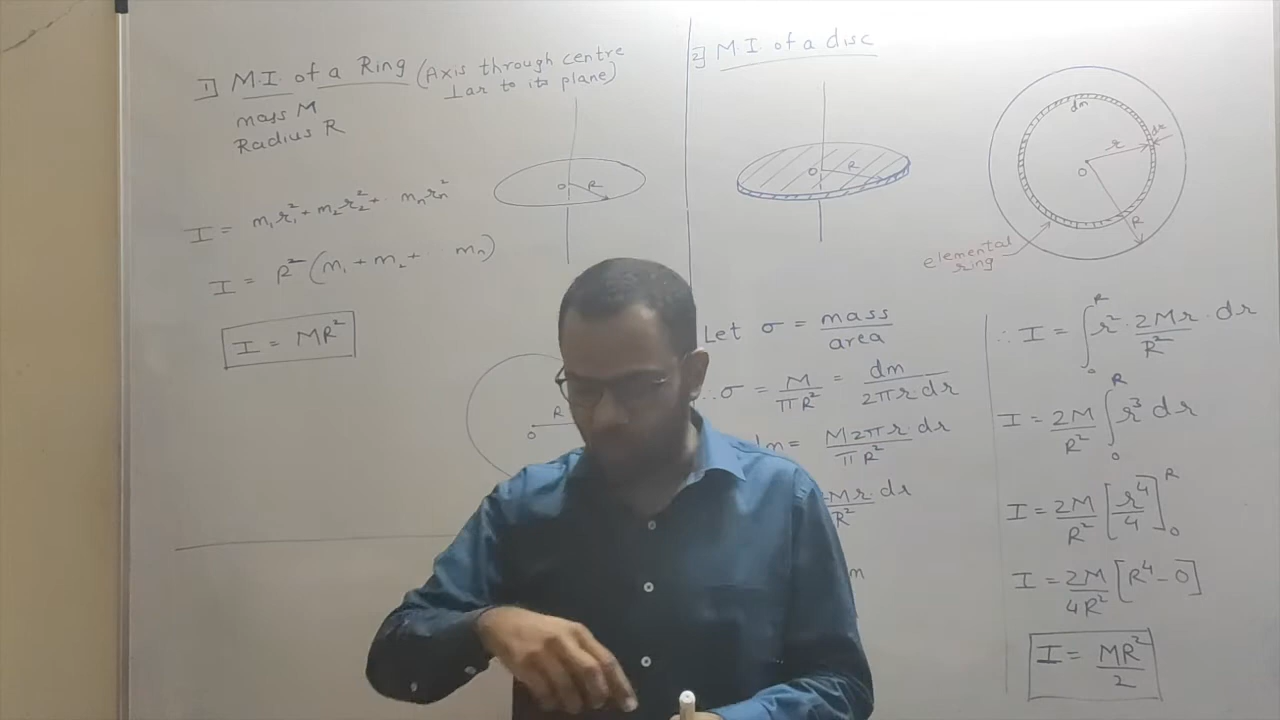 1] M.I. of a Ring (Axis through centre
⊥ar to its plane)
mass M
Radius R
O R
I = m₁r₁² + m₂r₂² + · · mₙrₙ²
I = R² (m₁ + m₂ + · · mₙ)
I = MR²
R
O
2] M.I. of a disc
O R
dm
r
dr
O
R
elemental
ring
Let σ = mass/area
∴ σ = M/πR² = dm/2πr·dr
dm = M2πr·dr/πR²
Mr·dr/R²
m
∴ I = ∫₀ᴿ r² · 2Mr/R² · dr
I = 2M/R² ∫₀ᴿ r³ dr
I = 2M/R² [r⁴/4]₀ᴿ
I = 2M/4R² [R⁴ - 0]
I = MR²/2